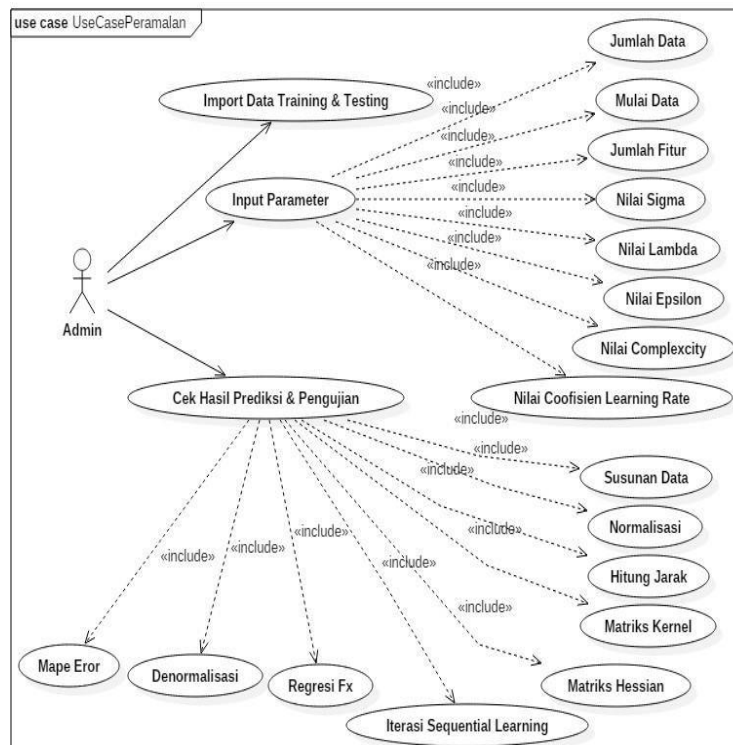 use case UseCasePeramalan
Jumlah Data
«include»
Import Data Training & Testing
«include»
Mulai Data
«include»
Jumlah Fitur
«include»
Input Parameter
Nilai Sigma
«include»
«include»
Nilai Lambda
«include»
Nilai Epsilon
Admin
Nilai Complexcity
Cek Hasil Prediksi & Pengujian
Nilai Coofisien Learning Rate
«include»
«include»
«include»
Susunan Data
Normalisasi
«include»
«include»
«include»
«include»
«include»
Hitung Jarak
«include»
Matriks Kernel
Mape Eror
Denormalisasi
Regresi Fx
Matriks Hessian
Iterasi Sequential Learning